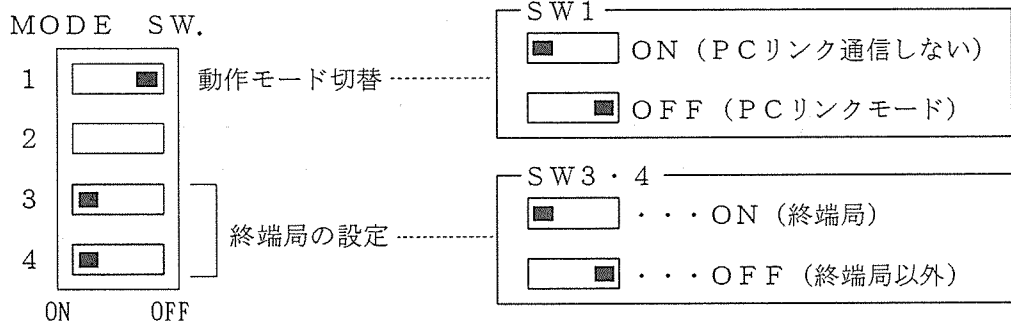 MODE SW.
1
動作モード切替
2
3
終端局の設定
4
ON OFF
SW1
ON(PCリンク通信しない)
OFF(PCリンクモード)
SW3・4
・・・ON(終端局)
・・・OFF(終端局以外)